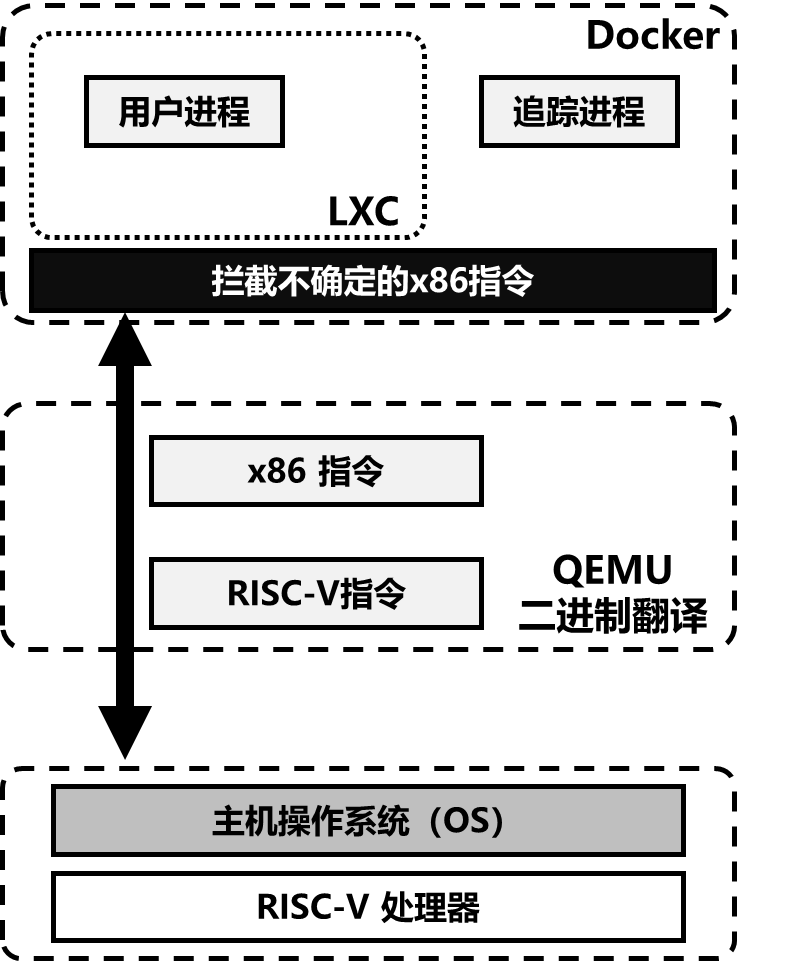 Docker
用户进程
追踪进程
LXC
拦截不确定的x86指令
x86 指令
RISC-V指令
QEMU
二进制翻译
主机操作系统（OS）
RISC-V 处理器